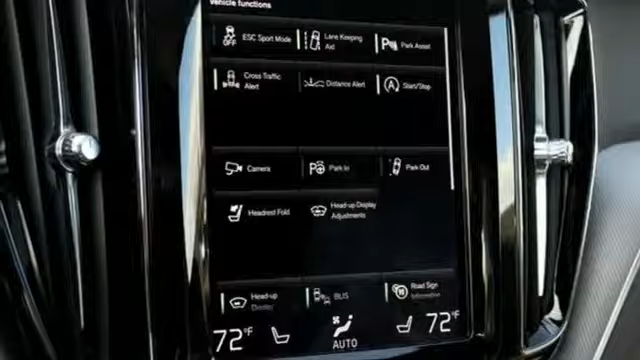 Vehicle functions
ESC Sport Mode
OFF
Lane Keeping
Aid
Park Assist
Cross Traffic
Alert
Distance Alert
Start/Stop
Camera
Park In
Park Out
Headrest Fold
Head-up Display
Adjustments
Head-up
Display
BLIS
Road Sign
Information
72°F
AUTO
72°F